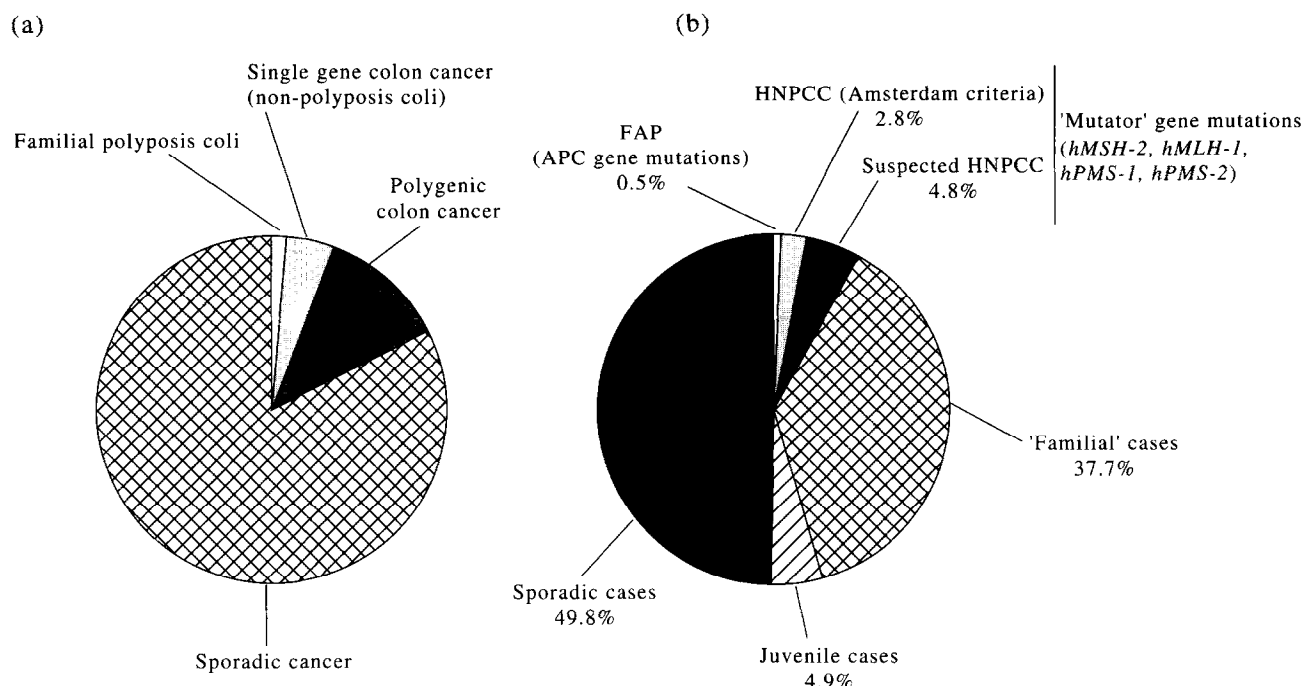 (a)
Single gene colon cancer
(non-polyposis coli)
Familial polyposis coli
Polygenic
colon cancer
Sporadic cancer
(b)
HNPCC (Amsterdam criteria)
2.8%
'Mutator' gene mutations
(hMSH-2, hMLH-1,
hPMS-1, hPMS-2)
FAP
(APC gene mutations)
0.5%
Suspected HNPCC
4.8%
'Familial' cases
37.7%
Sporadic cases
49.8%
Juvenile cases
4.9%